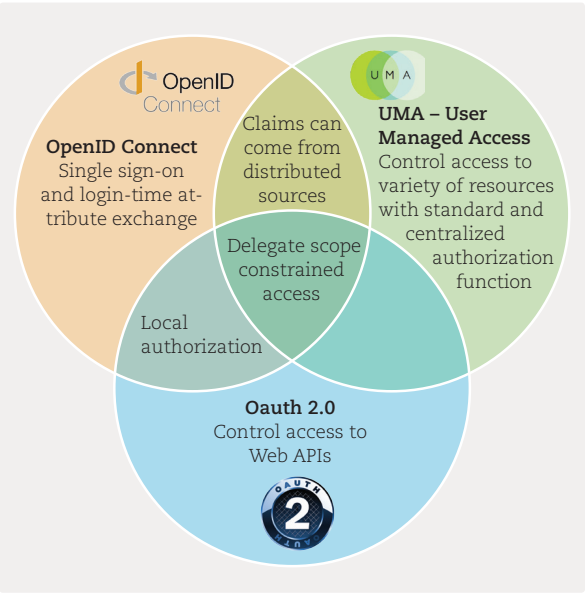 OpenID
Connect
OpenID Connect
Single sign-on
and login-time at-
tribute exchange
Claims can
come from
distributed
sources
U M A
UMA – User
Managed Access
Control access to
variety of resources
with standard and
centralized
authorization
function
Delegate scope
constrained
access
Local
authorization
Oauth 2.0
Control access to
Web APIs
OAUTH
2
OAUTH